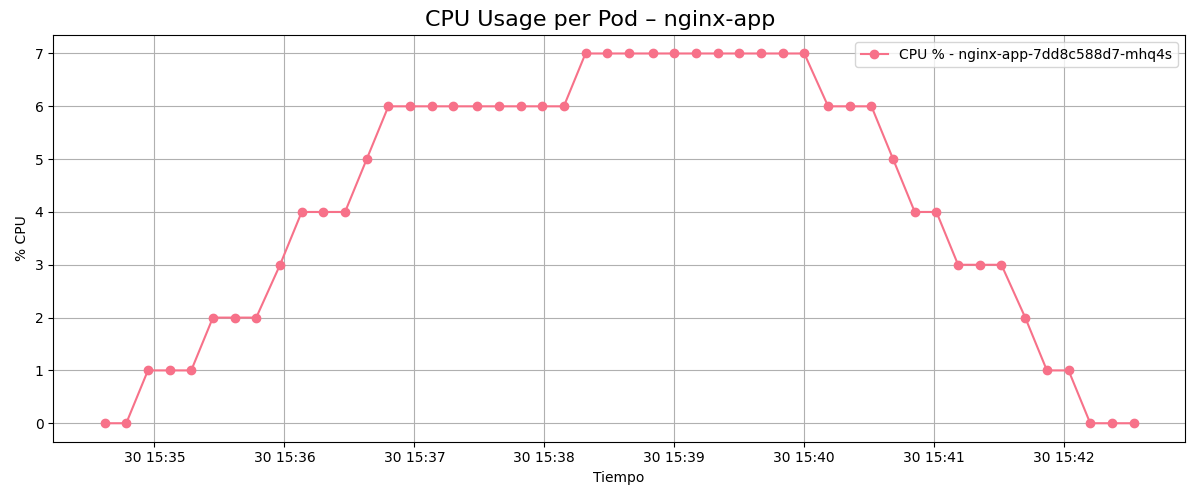 CPU Usage per Pod – nginx-app
CPU % - nginx-app-7dd8c588d7-mhq4s
% CPU
7
6
5
4
3
2
1
0
30 15:35 30 15:36 30 15:37 30 15:38 30 15:39 30 15:40 30 15:41 30 15:42
Tiempo